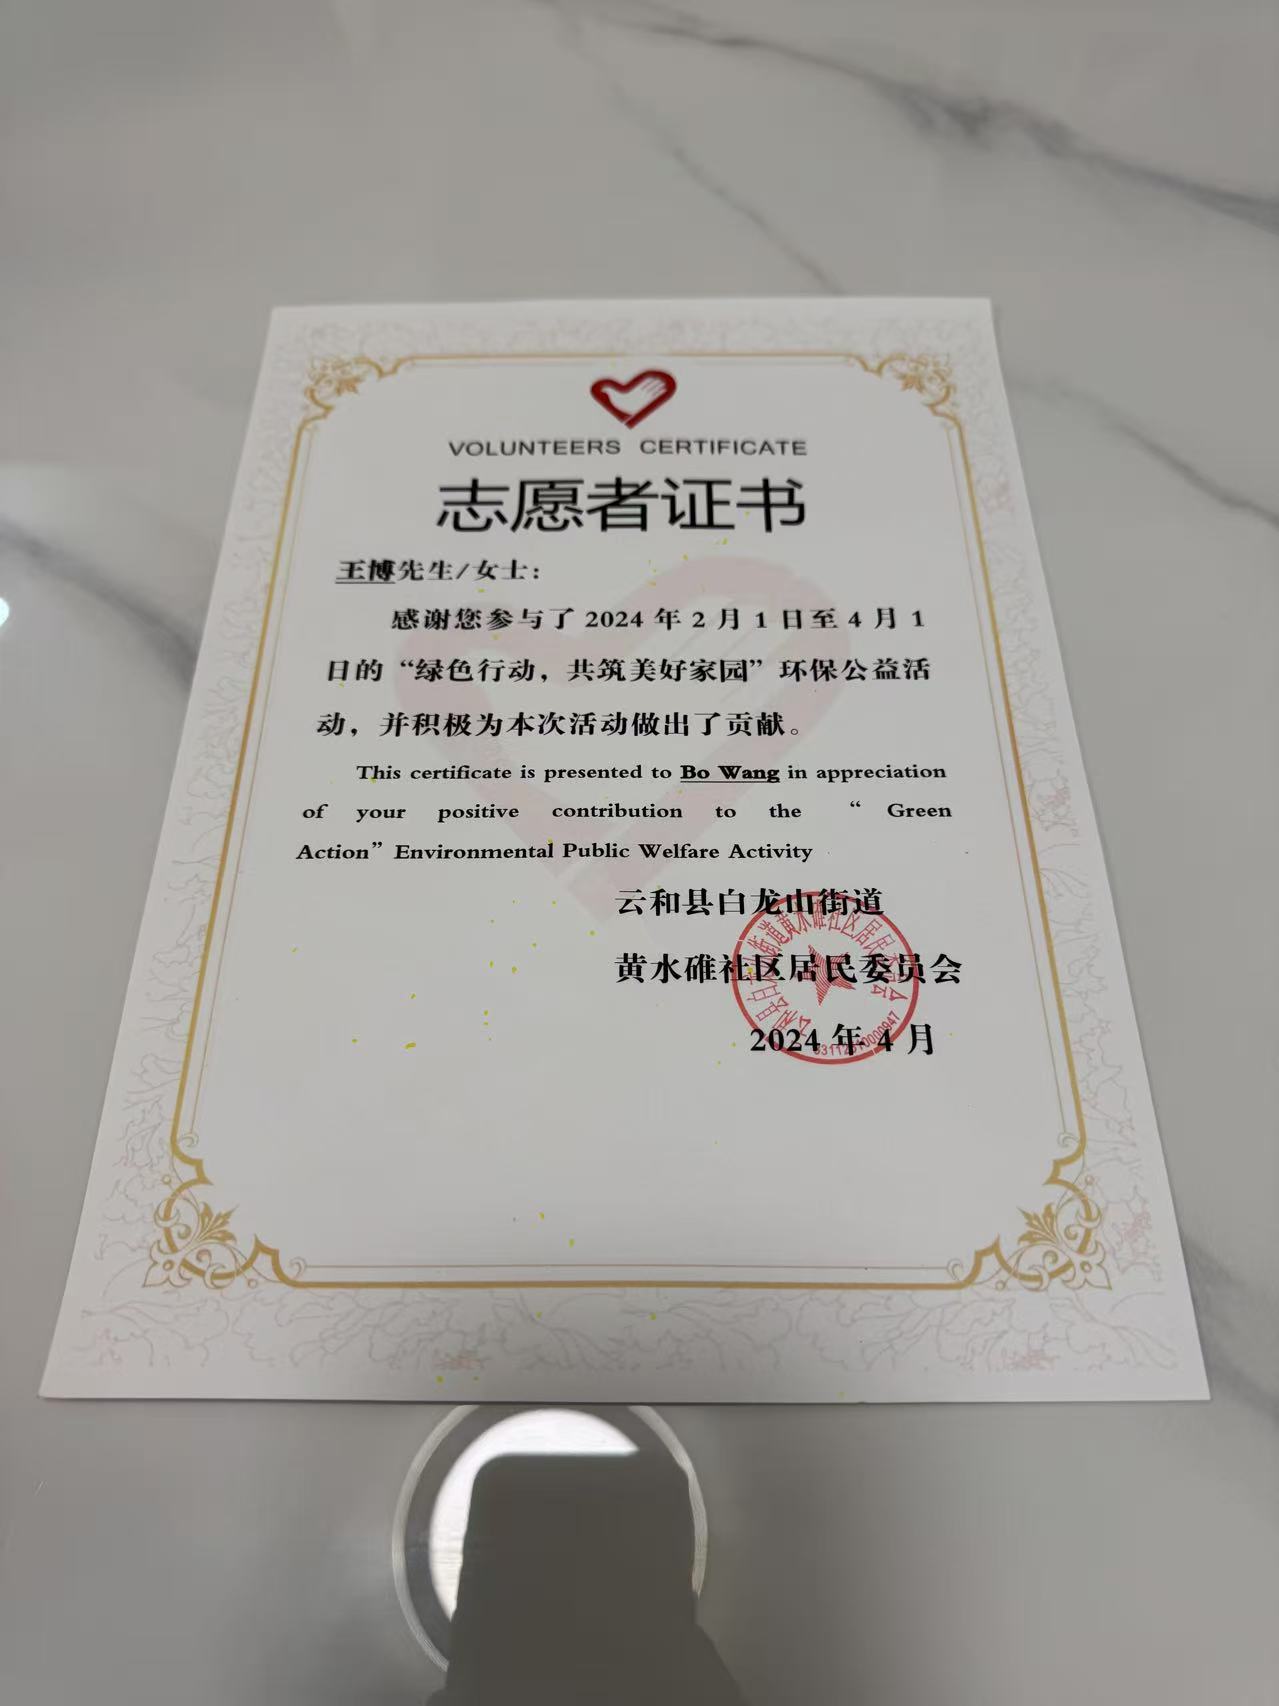 VOLUNTEERS CERTIFICATE
志愿者证书
王博先生/女士：
感谢您参与了 2024 年 2 月 1 日至 4 月 1
日的“绿色行动，共筑美好家园”环保公益活
动，并积极为本次活动做出了贡献。
This certificate is presented to Bo Wang in appreciation
of your positive contribution to the “ Green
Action” Environmental Public Welfare Activity
云和县白龙山街道
黄水碓社区居民委员会
2024 年 4 月
云和县白龙山街道黄水碓社区居民委员会